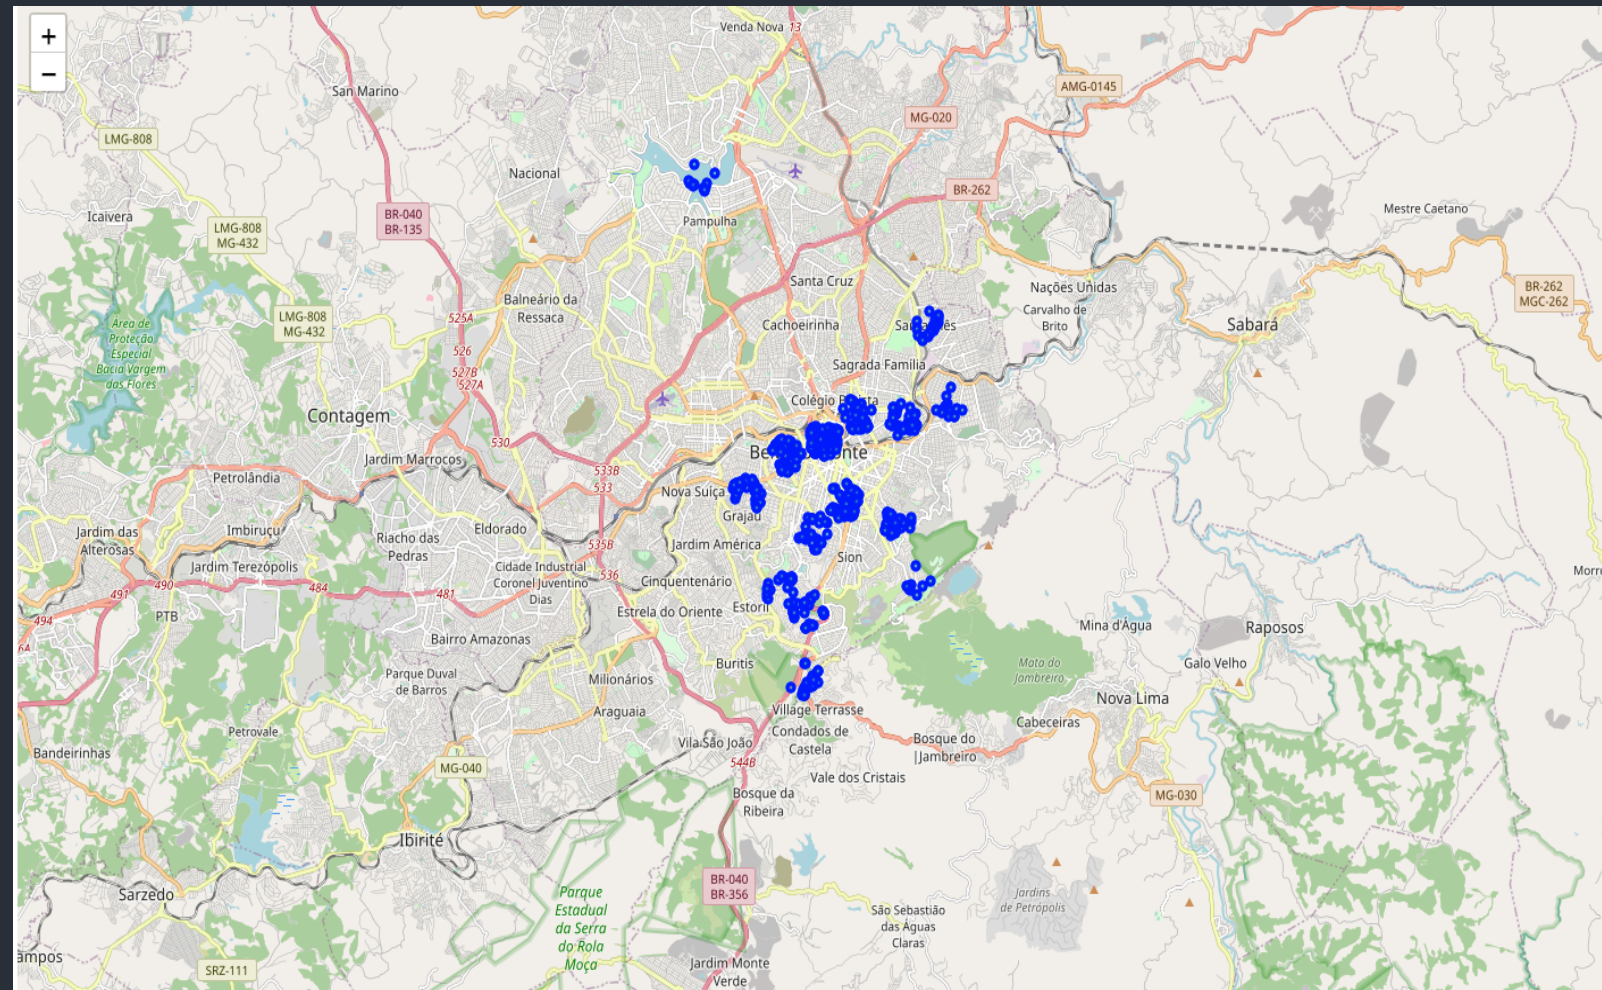 +
−
Venda Nova 13
San Marino
AMG-0145
LMG-808
MG-020
Nacional
BR-262
Icaivera
BR-040
BR-135
LMG-808
MG-432
Pampulha
Mestre Caetano
Santa Cruz
Nações Unidas
BR-262
MGC-262
Balneário da
Ressaca
LMG-808
MG-432
525A
Carvalho de
Brito
Sabará
Área de
Proteção
Especial
Bacia Vargem
das Flores
Cachoeirinha
526
527B
527A
Sagrada Família
Contagem
Colégio
530
Jardim Marrocos
533B
533
Petrolândia
Nova Suíça
Grajaú
Jardim das
Alterosas
Imbiruçu
Eldorado
Riacho das
Pedras
535B
Jardim América
Sion
Jardim Terezópolis
Cidade Industrial
Coronel Juventino
Dias
536
Cinquentenário
490
484
481
491
494
6A
PTB
Estrela do Oriente
Estoril
Mina d'Água
Raposos
Bairro Amazonas
Buritis
Mata do
Jambreiro
Galo Velho
Parque Duval
de Barros
Milionários
Nova Lima
Araguaia
Village Terrasse
Cabeceiras
Petrovale
Vila São João
Condados de
Castela
Bosque do
Jambreiro
Bandeirinhas
MG-040
544B
Vale dos Cristais
Bosque da
Ribeira
MG-030
Ibirité
BR-040
BR-356
Sarzedo
Parque
Estadual
da Serra
do Rola
Moça
Jardins
de Petrópolis
São Sebastião
das Águas
Claras
ampos
SRZ-111
Jardim Monte
Verde